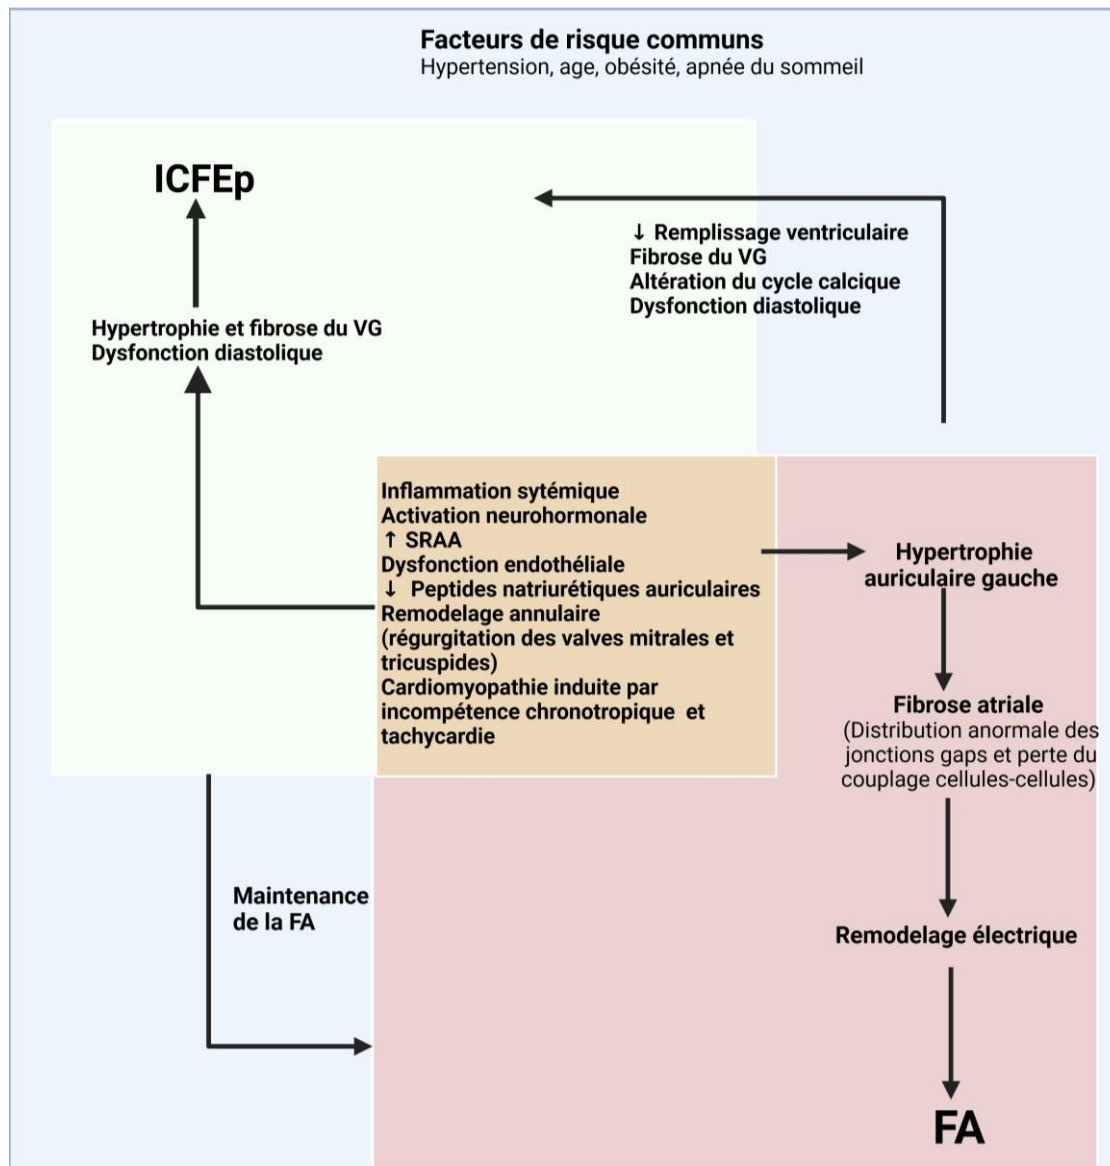 Facteurs de risque communs
Hypertension, age, obésité, apnée du sommeil
ICFEp
↓ Remplissage ventriculaire
Fibrose du VG
Altération du cycle calcique
Dysfonction diastolique
Hypertrophie et fibrose du VG
Dysfonction diastolique
Inflammation sytémique
Activation neurohormonale
↑ SRAA
Dysfonction endothéliale
↓ Peptides natriurétiques auriculaires
Remodelage annulaire
(régurgitation des valves mitrales et
tricuspides)
Cardiomyopathie induite par
incompétence chronotropique et
tachycardie
Hypertrophie
auriculaire gauche
Fibrose atriale
(Distribution anormale des
jonctions gaps et perte du
couplage cellules-cellules)
Maintenance
de la FA
Remodelage électrique
FA